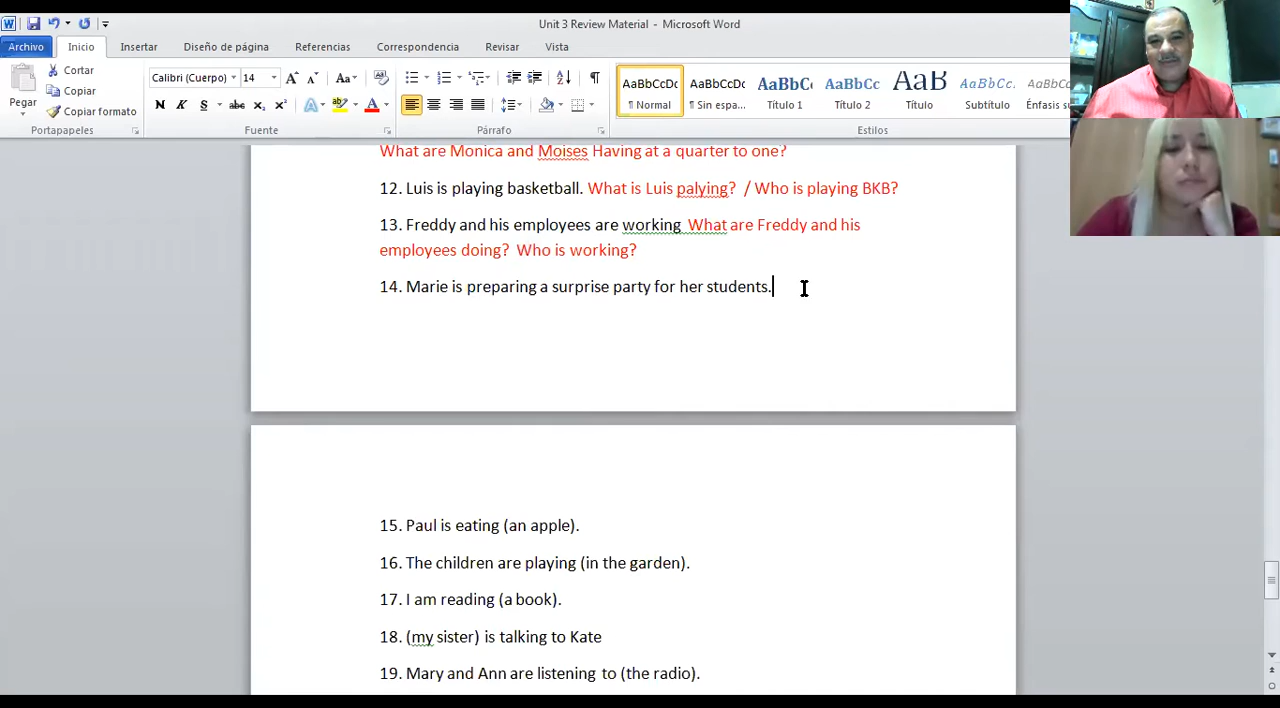 Unit 3 Review Material - Microsoft Word
Archivo Inicio Insertar Diseño de página Referencias Correspondencia Revisar Vista
Cortar
Copiar
Copiar formato
Pegar
Portapapeles
Calibri (Cuerpo) 14
Fuente
Párrafo
AaBbCcDc AaBbCcDc AaBbCc AaBbCc AaB AaBbCc. AaBbCcDc
¶ Normal ¶ Sin espa... Título 1 Título 2 Título Subtítulo Énfasis su
Estilos
What are Monica and Moises Having at a quarter to one?
12. Luis is playing basketball. What is Luis palying? / Who is playing BKB?
13. Freddy and his employees are working What are Freddy and his
employees doing? Who is working?
14. Marie is preparing a surprise party for her students.
15. Paul is eating (an apple).
16. The children are playing (in the garden).
17. I am reading (a book).
18. (my sister) is talking to Kate
19. Mary and Ann are listening to (the radio).